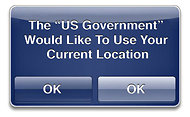 The “US Government”
Would Like To Use Your
Current Location
OK OK